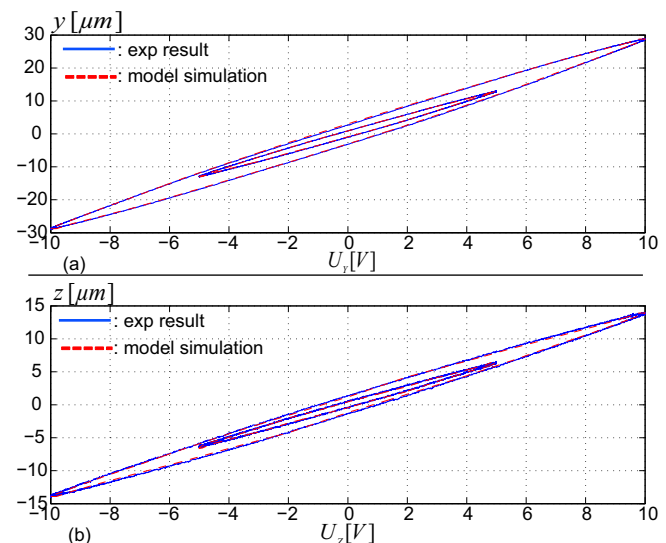 y [μm]
: exp result
: model simulation
30
20
10
0
-10
-20
-30
-10 -8 -6 -4 -2 0 2 4 6 8 10
(a) U_Y[V]
z [μm]
: exp result
: model simulation
15
10
5
0
-5
-10
-15
-10 -8 -6 -4 -2 0 2 4 6 8 10
(b) U_Z[V]